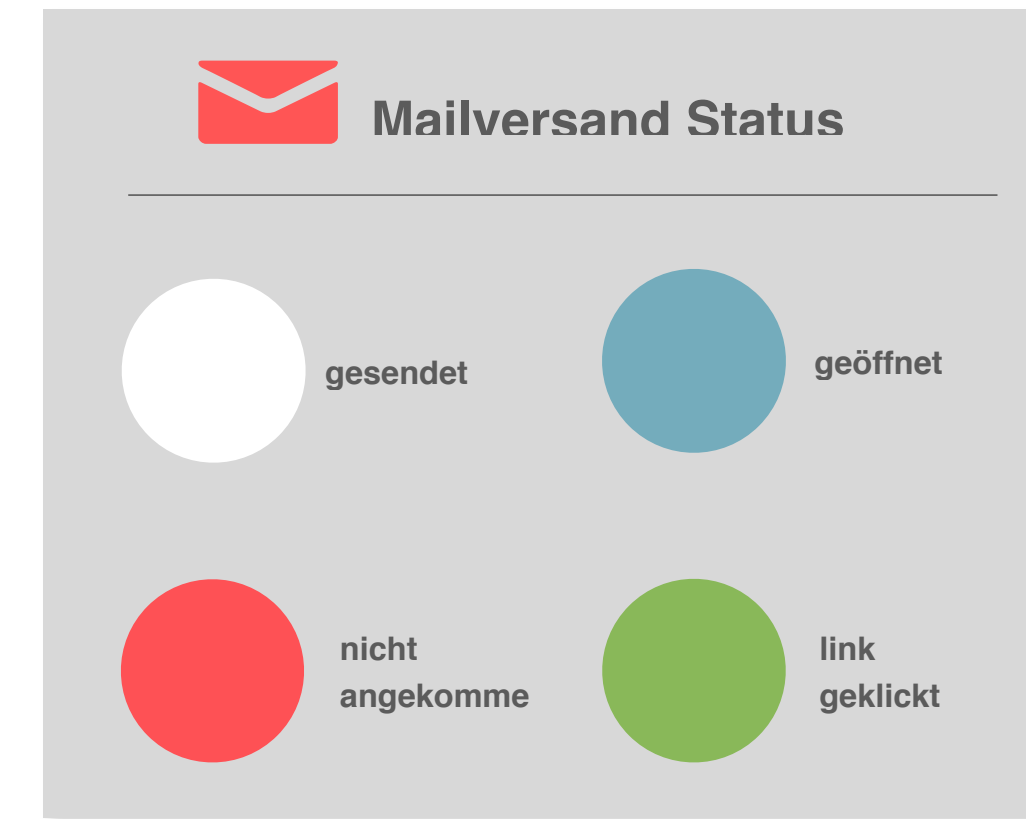 Mailversand Status
gesendet
geöffnet
nicht
angekomme
link
geklickt